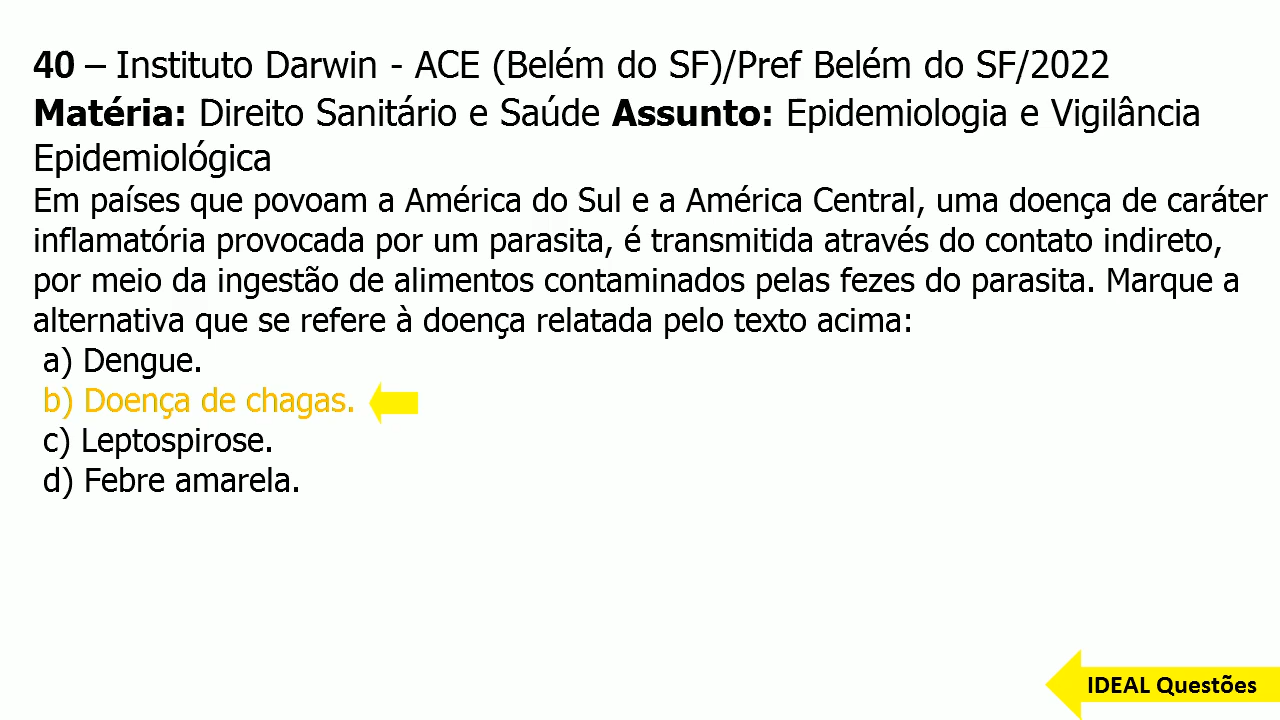 40 – Instituto Darwin - ACE (Belém do SF)/Pref Belém do SF/2022
Matéria: Direito Sanitário e Saúde Assunto: Epidemiologia e Vigilância
Epidemiológica
Em países que povoam a América do Sul e a América Central, uma doença de caráter
inflamatória provocada por um parasita, é transmitida através do contato indireto,
por meio da ingestão de alimentos contaminados pelas fezes do parasita. Marque a
alternativa que se refere à doença relatada pelo texto acima:
a) Dengue.
b) Doença de chagas.
c) Leptospirose.
d) Febre amarela.
IDEAL Questões